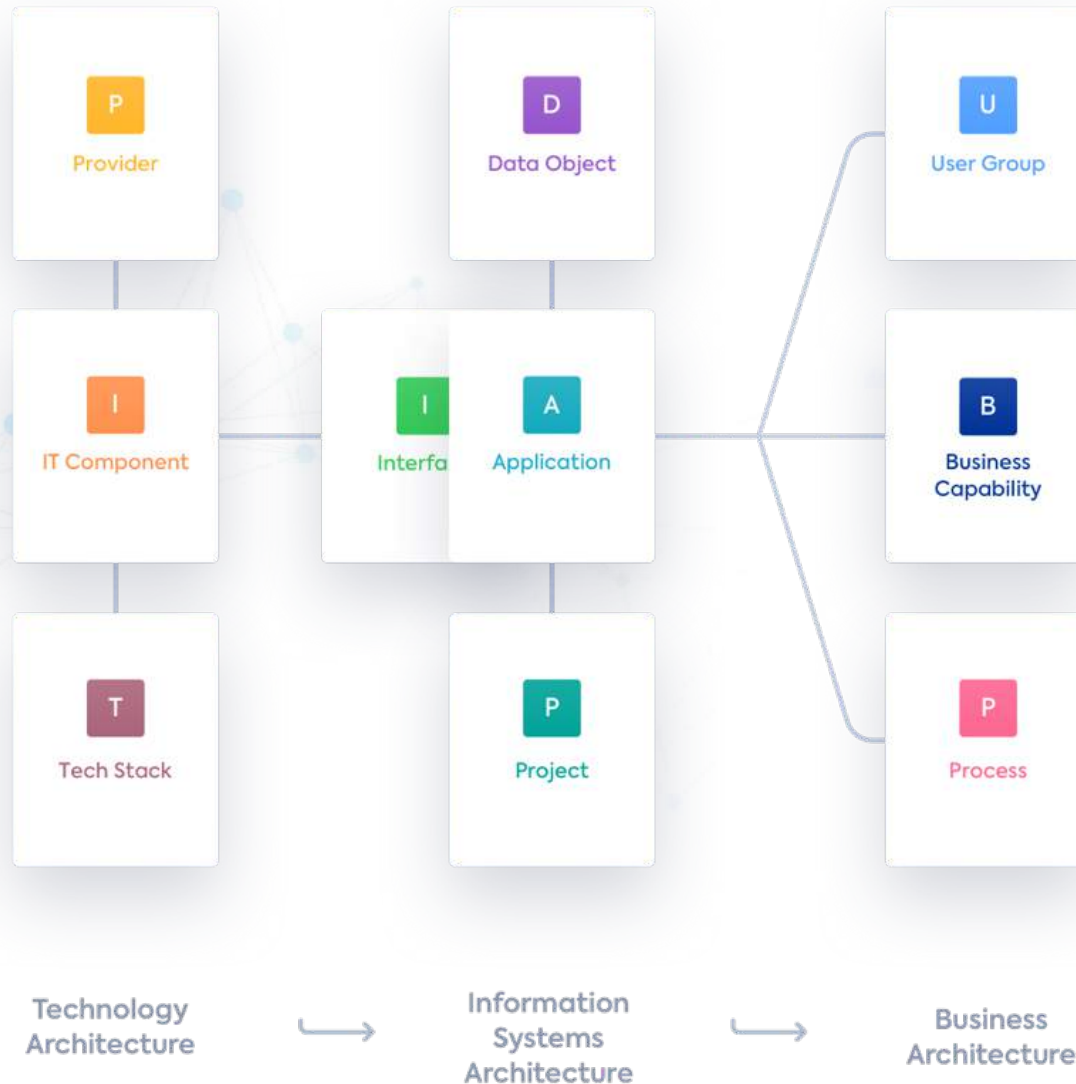 P
Provider
D
Data Object
U
User Group
I
IT Component
I
Interfa
A
Application
B
Business
Capability
T
Tech Stack
P
Project
P
Process
Technology
Architecture
Information
Systems
Architecture
Business
Architecture